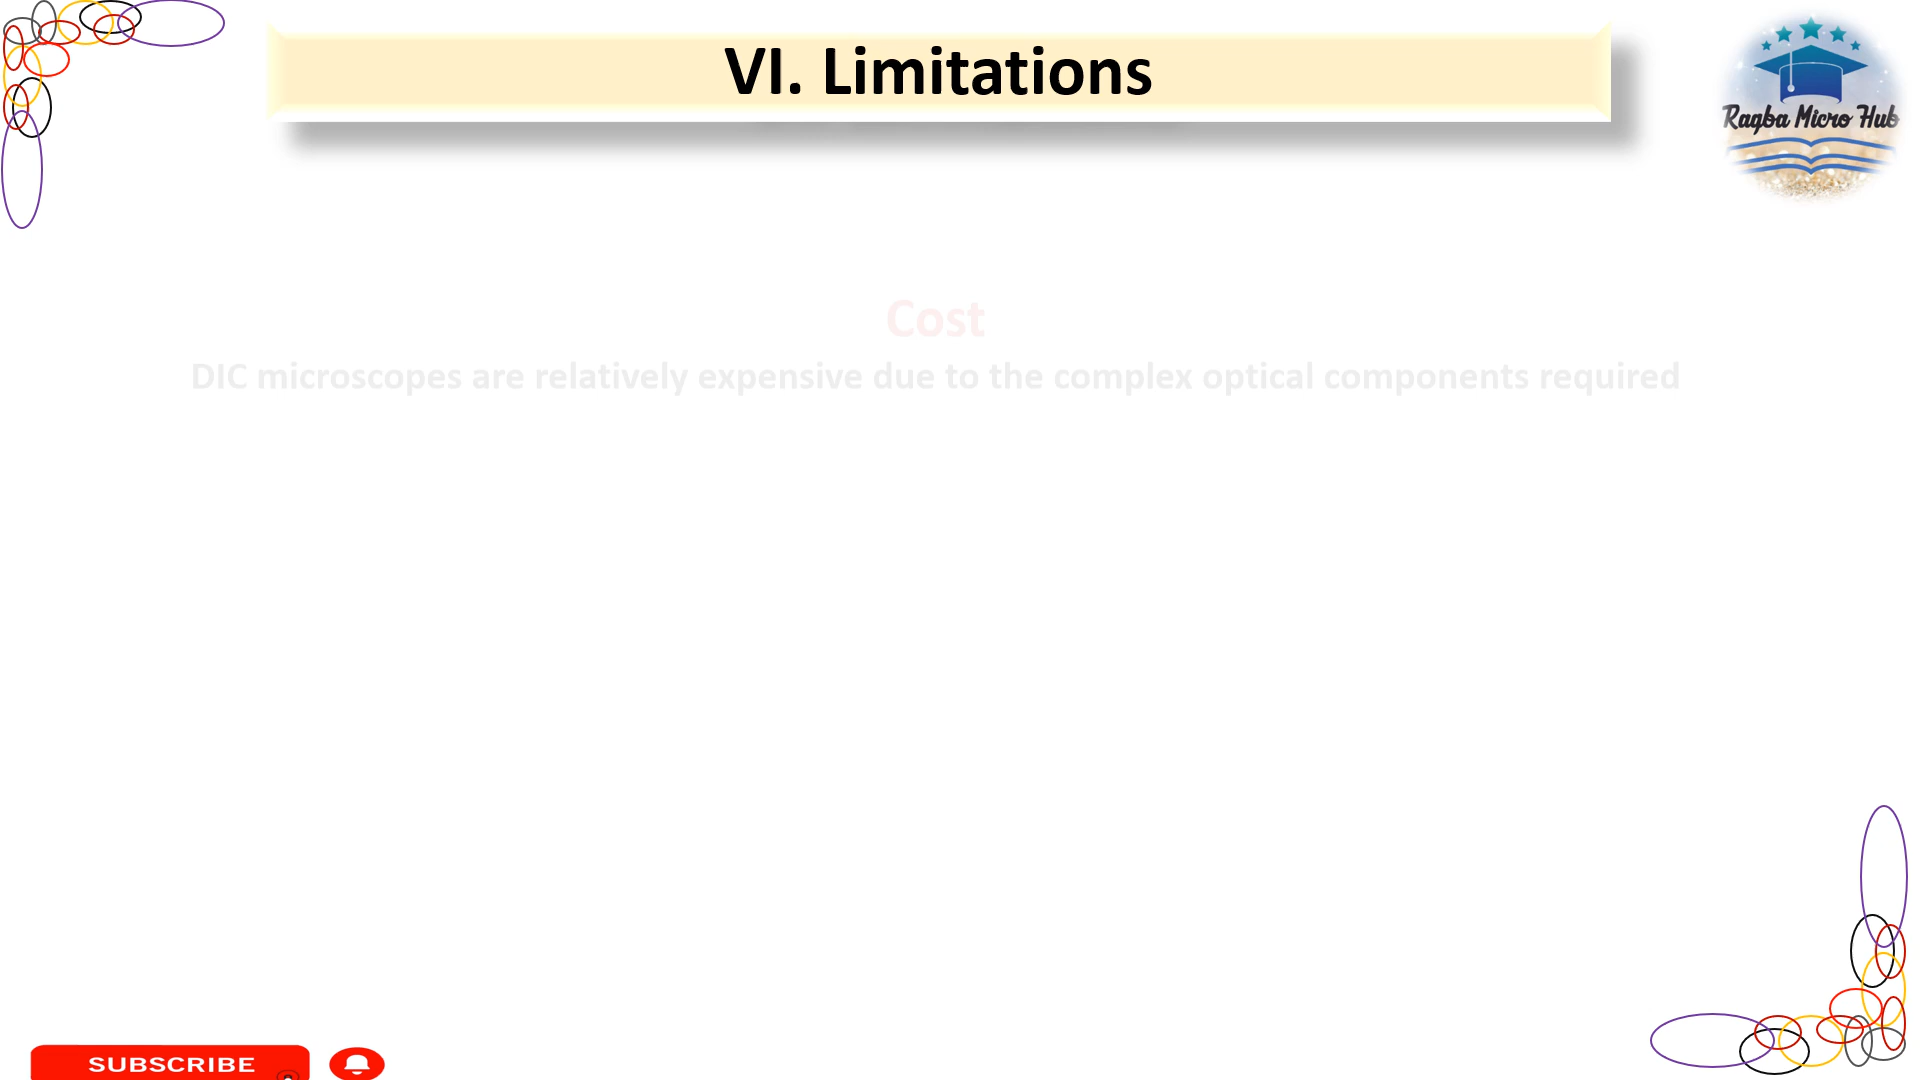 VI. Limitations
Ragba Micro Hub
Cost
DIC microscopes are relatively expensive due to the complex optical components required
SUBSCRIBE